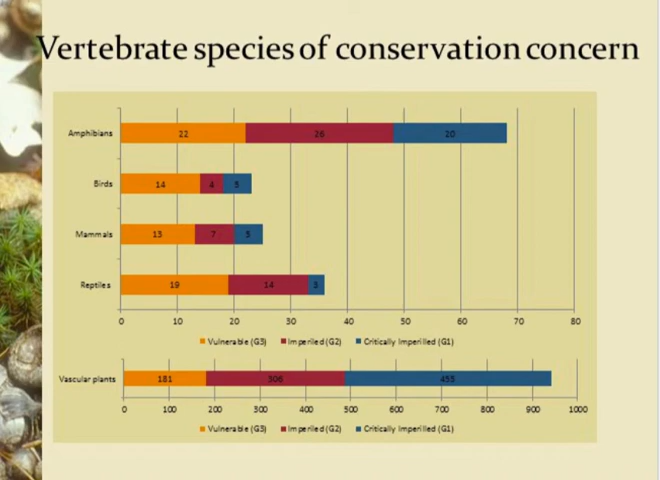 Vertebrate species of conservation concern
Amphibians 22 26 20
Birds 14 4 5
Mammals 13 7 5
Reptiles 19 14 3
0 10 20 30 40 50 60 70 80
Vulnerable (G3) Imperiled (G2) Critically Imperilled (G1)
Vascular plants 181 306 455
0 100 200 300 400 500 600 700 800 900 1000
Vulnerable (G3) Imperiled (G2) Critically Imperilled (G1)